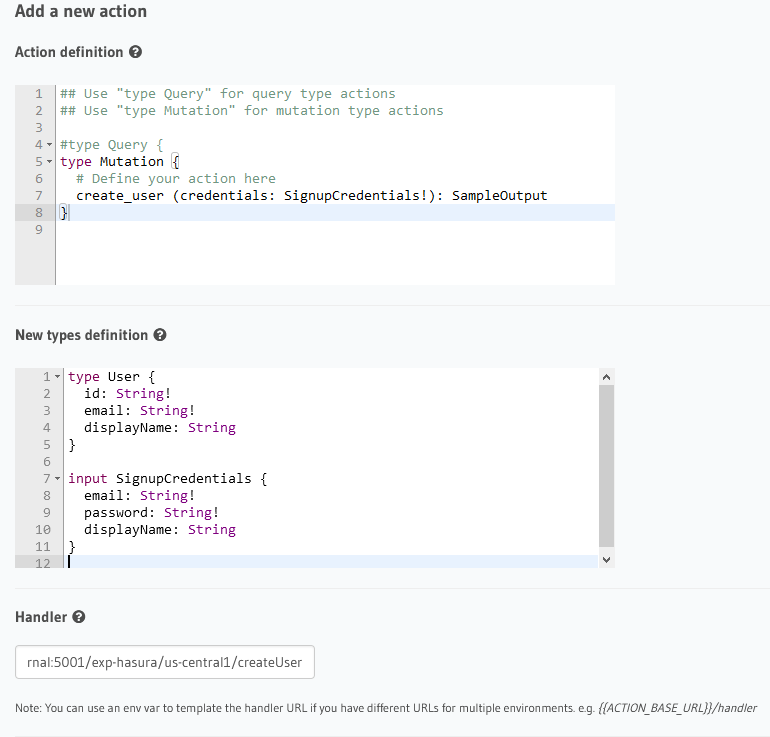 Add a new action
Action definition
1 ## Use "type Query" for query type actions
2 ## Use "type Mutation" for mutation type actions
3
4 #type Query {
5 type Mutation {
6   # Define your action here
7   create_user (credentials: SignupCredentials!): SampleOutput
8 }
9
New types definition
1 type User {
2   id: String!
3   email: String!
4   displayName: String
5 }
6
7 input SignupCredentials {
8   email: String!
9   password: String!
10   displayName: String
11 }
12
Handler
rnal:5001/exp-hasura/us-central1/createUser
Note: You can use an env var to template the handler URL if you have different URLs for multiple environments. e.g. {{ACTION_BASE_URL}}/handler